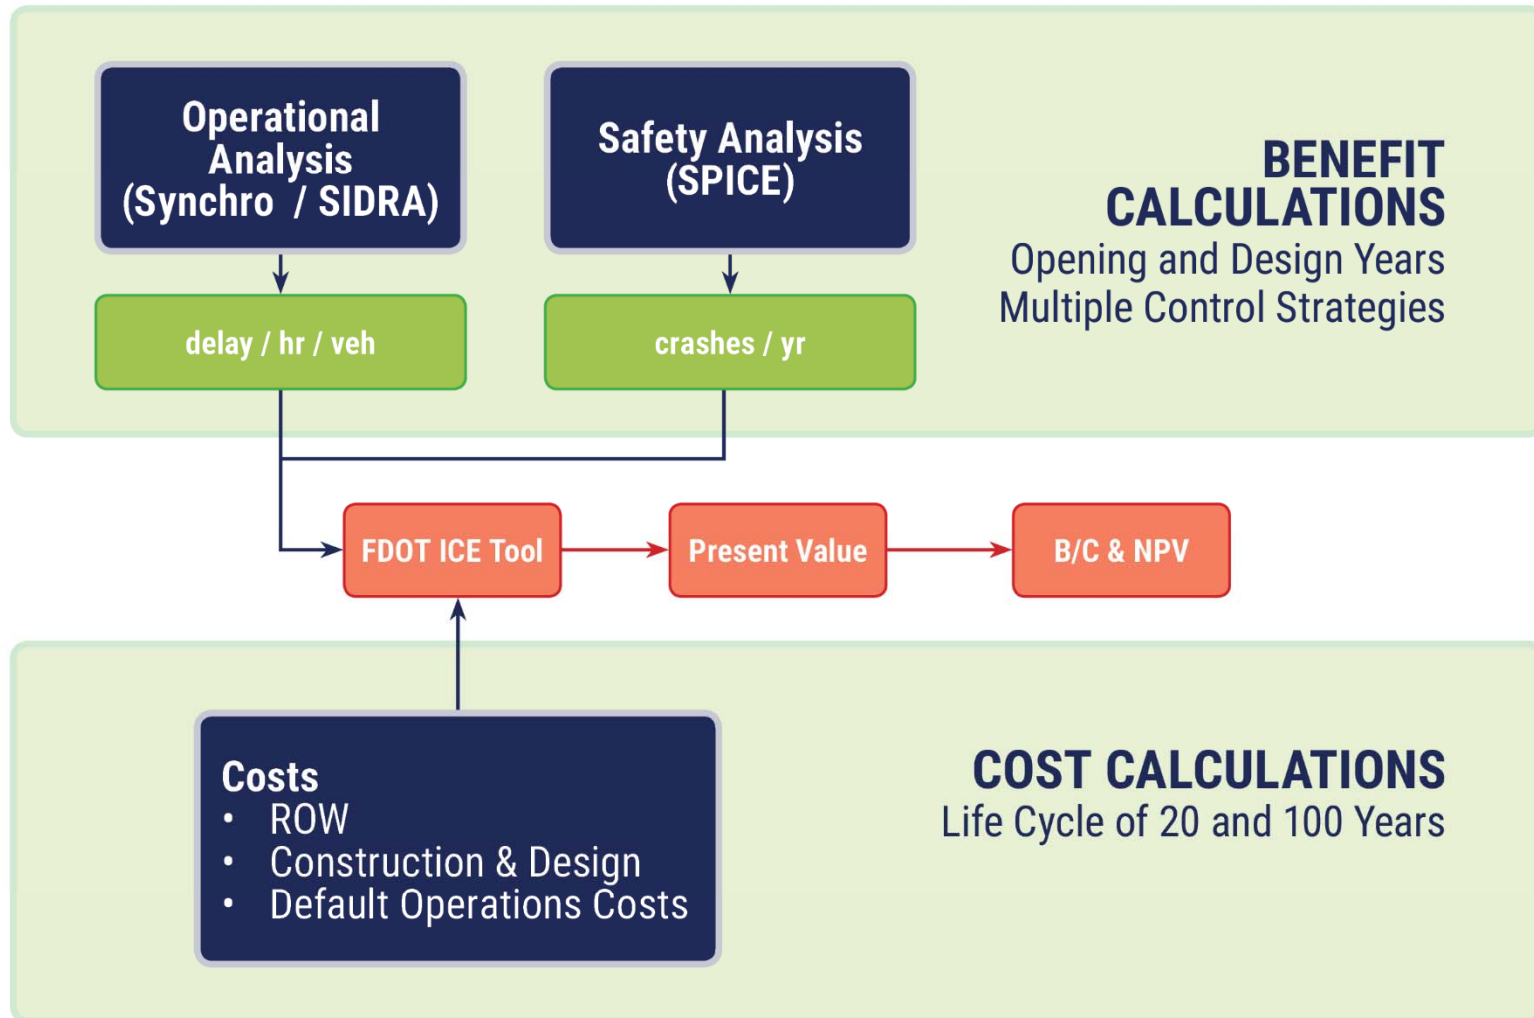 Operational
Analysis
(Synchro / SIDRA)
Safety Analysis
(SPICE)
BENEFIT
CALCULATIONS
Opening and Design Years
Multiple Control Strategies
delay / hr / veh
crashes / yr
FDOT ICE Tool
Present Value
B/C & NPV
Costs
• ROW
• Construction & Design
• Default Operations Costs
COST CALCULATIONS
Life Cycle of 20 and 100 Years